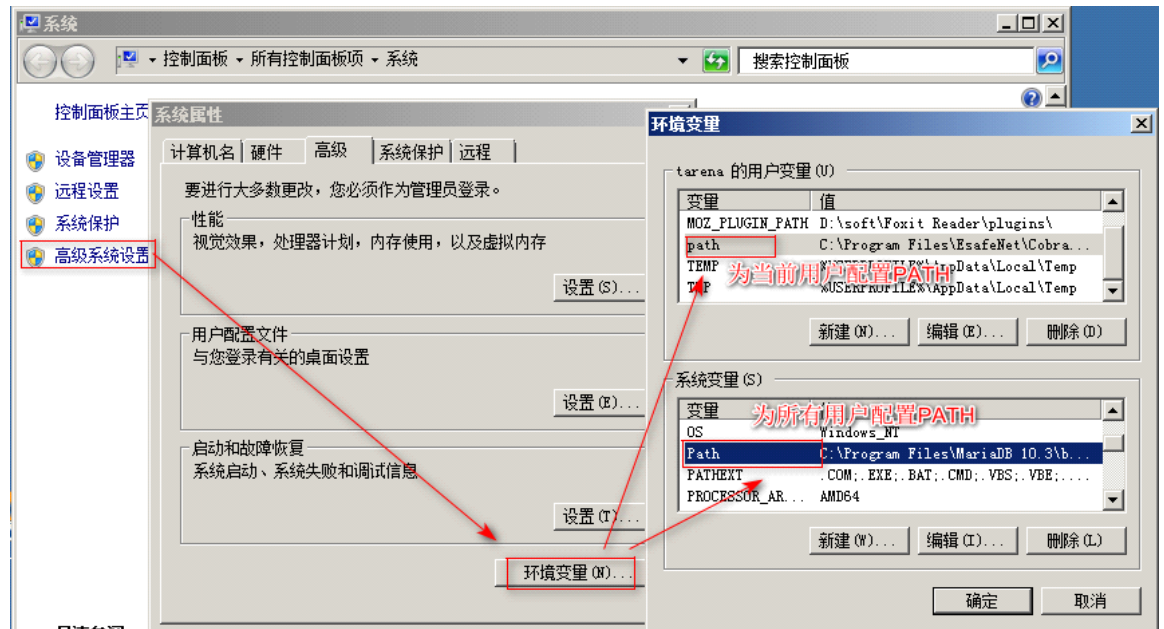 系统
控制面板 ▾ 所有控制面板项 ▾ 系统
搜索控制面板
控制面板主页
设备管理器
远程设置
系统保护
高级系统设置
系统属性
计算机名 硬件 高级 系统保护 远程
要进行大多数更改，您必须作为管理员登录。
性能
视觉效果，处理器计划，内存使用，以及虚拟内存
设置(S)...
用户配置文件
与您登录有关的桌面设置
设置(E)...
启动和故障恢复
系统启动、系统失败和调试信息
设置(T)...
环境变量(N)...
环境变量
tarena 的用户变量(U)
变量 值
MOZ_PLUGIN_PATH D:\soft\Foxit Reader\plugins\
path C:\Program Files\EsafeNet\Cobra...
TEMP %USERPROFILE%\AppData\Local\Temp
为当前用户配置PATH
TMP %USERPROFILE%\AppData\Local\Temp
新建(N)... 编辑(E)... 删除(D)
系统变量(S)
变量
为所有用户配置PATH
OS Windows_NT
Path C:\Program Files\MariaDB 10.3\b...
PATHEXT .COM;.EXE;.BAT;.CMD;.VBS;.VBE;....
PROCESSOR_AR... AMD64
新建(W)... 编辑(I)... 删除(L)
确定 取消